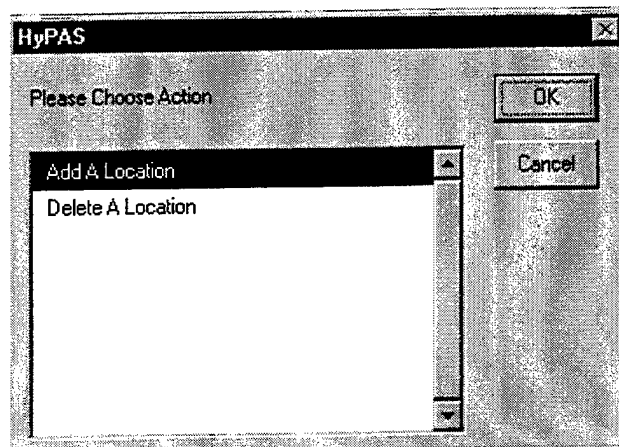 HyPAS
Please Choose Action
OK
Cancel
Add A Location
Delete A Location